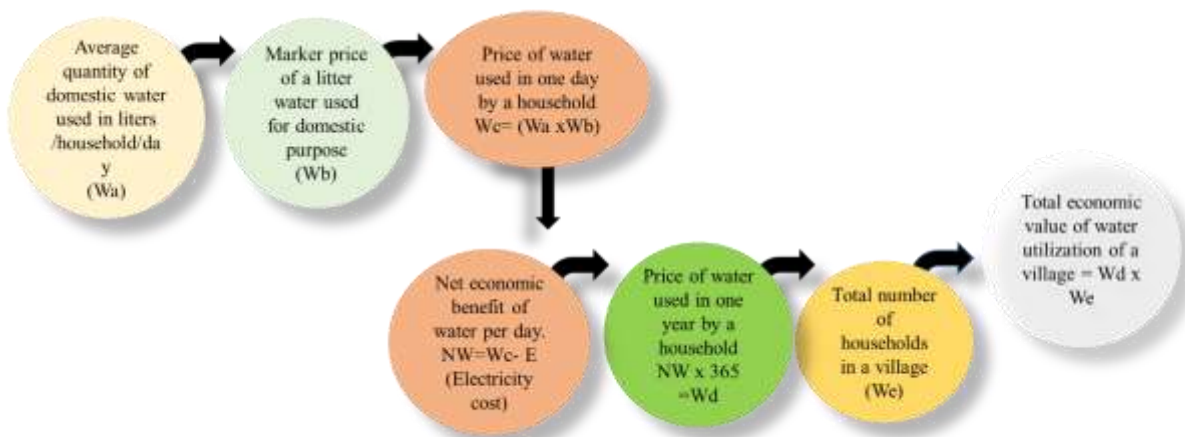 Average
quantity of
domestic water
used in liters
/household/da
y
(Wa)
Marker price
of a litter
water used
for domestic
purpose
(Wb)
Price of water
used in one day
by a household
Wc= (Wa xWb)
Net economic
benefit of
water per day.
NW=Wc- E
(Electricity
cost)
Price of water
used in one
year by a
household
NW x 365
=Wd
Total number
of
households
in a village
(We)
Total economic
value of water
utilization of a
village = Wd x
We